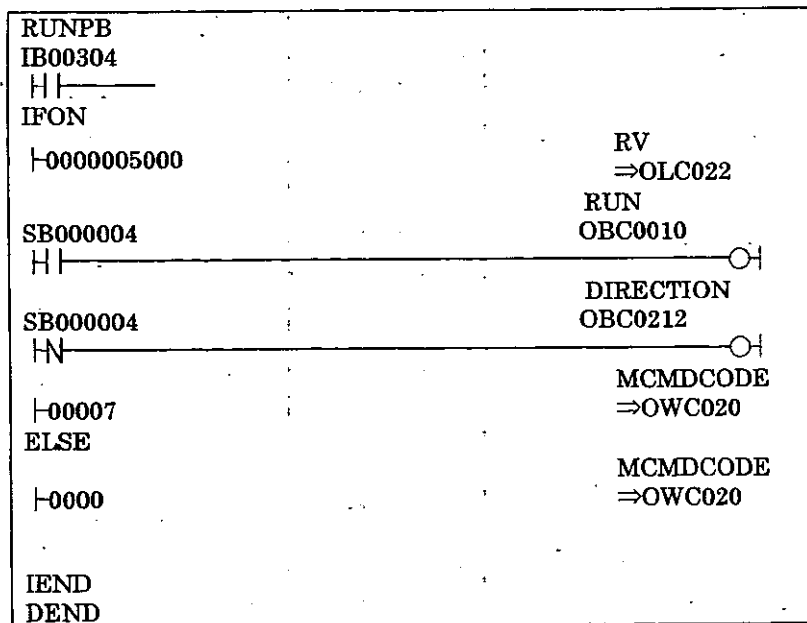 RUNPB
IB00304
IFON
⊢0000005000
RV
⇒OLC022
RUN
SB000004 OBC0010
DIRECTION
SB000004 OBC0212
N
MCMDCODE
⊢00007 ⇒OWC020
ELSE
MCMDCODE
⊢0000 ⇒OWC020
IEND
DEND